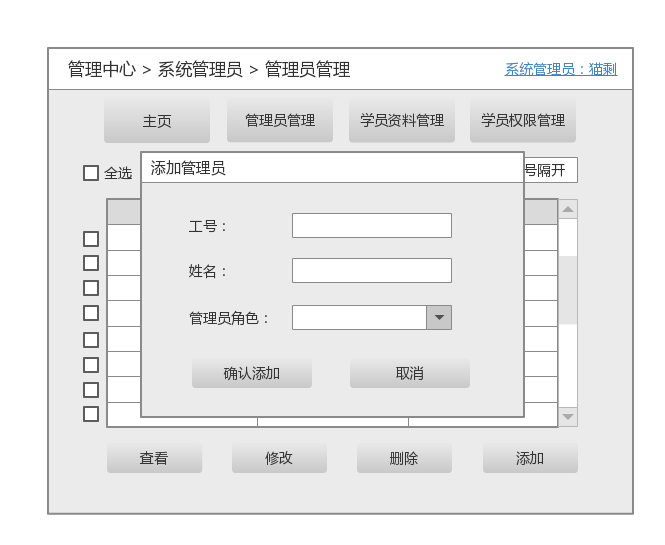 管理中心 > 系统管理员 > 管理员管理
系统管理员：猫剩
主页
管理员管理
学员资料管理
学员权限管理
全选
号隔开
添加管理员
工号：
姓名：
管理员角色：
确认添加
取消
查看
修改
删除
添加